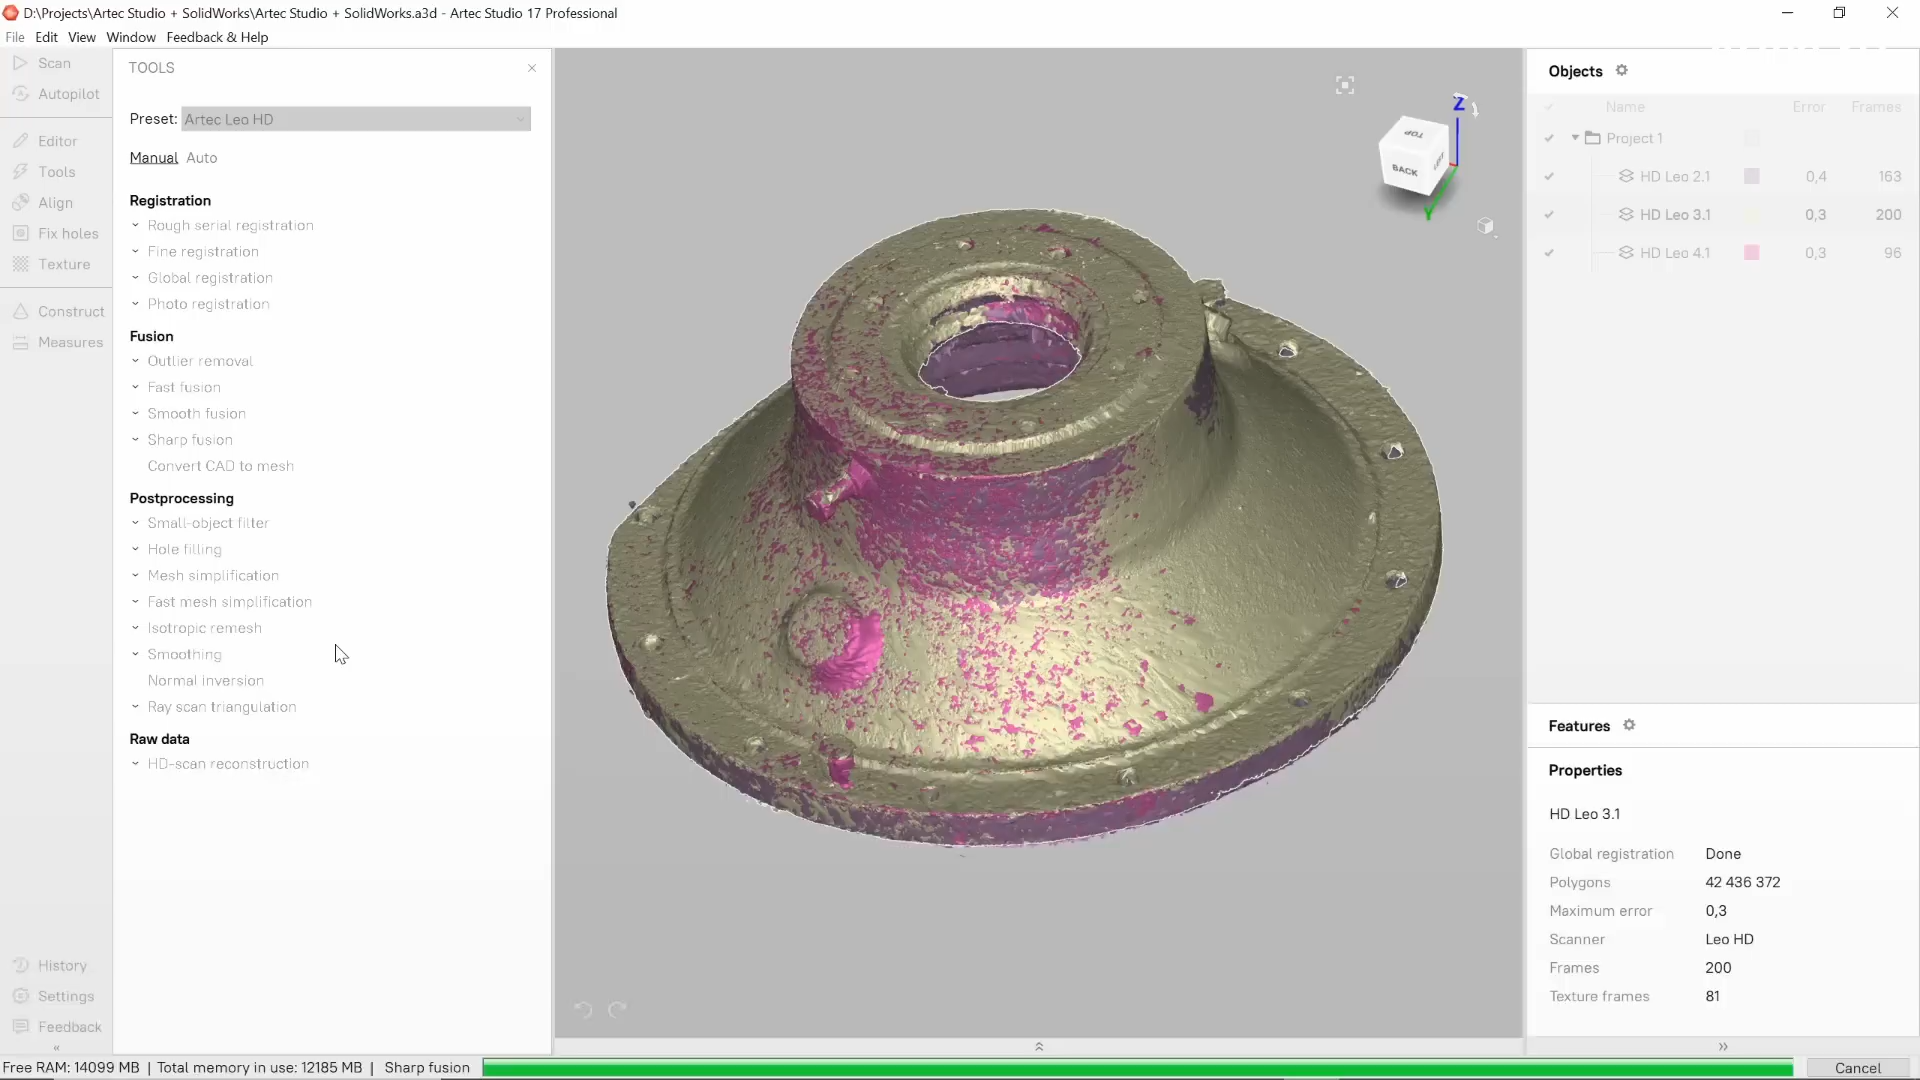 D:\Projects\Artec Studio + SolidWorks\Artec Studio + SolidWorks.a3d - Artec Studio 17 Professional
File Edit View Window Feedback & Help
Scan
Autopilot
Editor
Tools
Align
Fix holes
Texture
Construct
Measures
History
Settings
Feedback
TOOLS
Preset: Artec Leo HD
Manual Auto
Registration
Rough serial registration
Fine registration
Global registration
Photo registration
Fusion
Outlier removal
Fast fusion
Smooth fusion
Sharp fusion
Convert CAD to mesh
Postprocessing
Small-object filter
Hole filling
Mesh simplification
Fast mesh simplification
Isotropic remesh
Smoothing
Normal inversion
Ray scan triangulation
Raw data
HD-scan reconstruction
Z
TOP
BACK
LEFT
Y
Objects
Name Error Frames
Project 1
HD Leo 2.1 0,4 163
HD Leo 3.1 0,3 200
HD Leo 4.1 0,3 96
Features
Properties
HD Leo 3.1
Global registration Done
Polygons 42 436 372
Maximum error 0,3
Scanner Leo HD
Frames 200
Texture frames 81
Free RAM: 14099 MB | Total memory in use: 12185 MB | Sharp fusion
Cancel